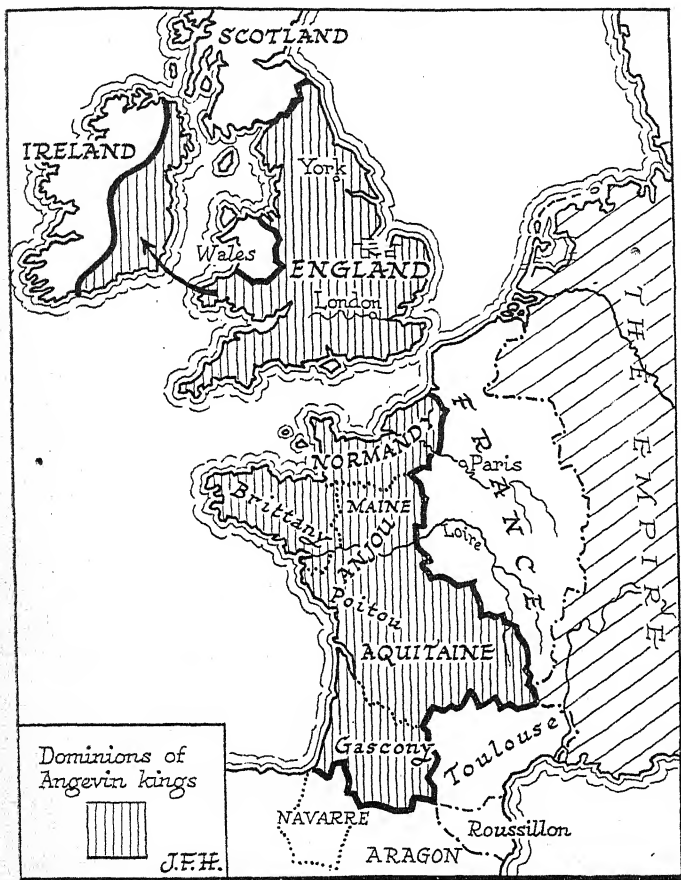 SCOTLAND
IRELAND
York
Wales
ENGLAND
London
THE EMPIRE
FRANCE
NORMANDY
Paris
Brittany
MAINE
ANJOU
Loire
Poitou
AQUITAINE
Gascony
Toulouse
NAVARRE
Roussillon
ARAGON
Dominions of
Angevin kings
J.F.H.